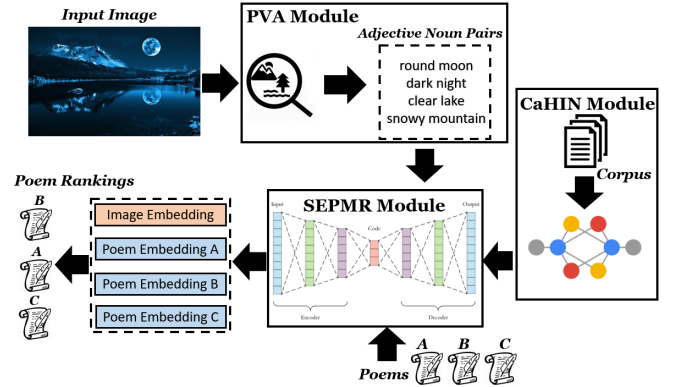 Input Image
PVA Module
Adjective Noun Pairs
round moon
dark night
clear lake
snowy mountain
CaHIN Module
Corpus
Poem Rankings
B
A
C
Image Embedding
Poem Embedding A
Poem Embedding B
Poem Embedding C
SEPMR Module
Input
Code
Output
Encoder
Decoder
Poems
A
B
C